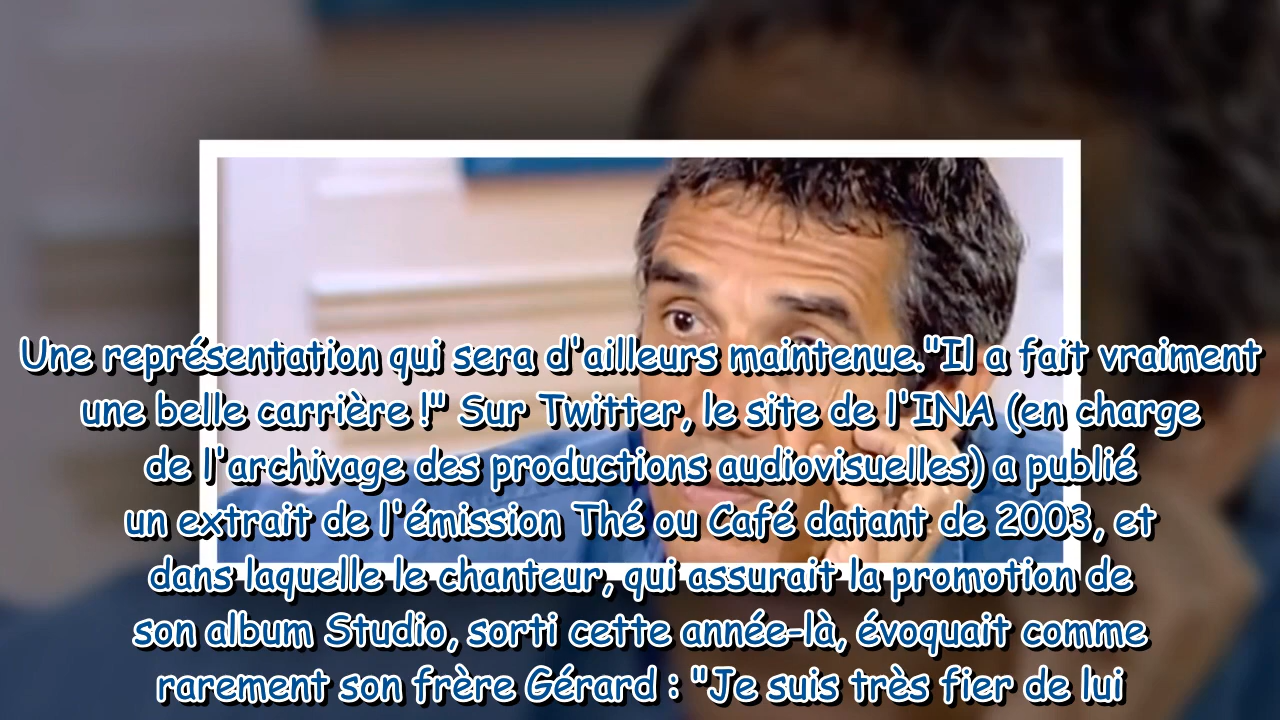 Une représentation qui sera d'ailleurs maintenue."Il a fait vraiment
une belle carrière !" Sur Twitter, le site de l'INA (en charge
de l'archivage des productions audiovisuelles) a publié
un extrait de l'émission Thé ou Café datant de 2003, et
dans laquelle le chanteur, qui assurait la promotion de
son album Studio, sorti cette année-là, évoquait comme
rarement son frère Gérard : "Je suis très fier de lui